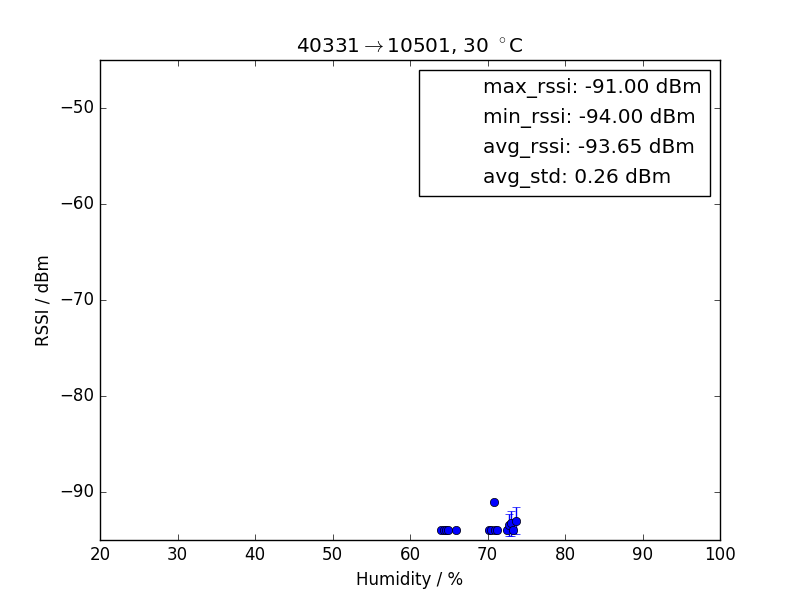 40331→10501, 30 °C
max_rssi: -91.00 dBm
min_rssi: -94.00 dBm
avg_rssi: -93.65 dBm
avg_std: 0.26 dBm
RSSI / dBm
−50
−60
−70
−80
−90
20 30 40 50 60 70 80 90 100
Humidity / %